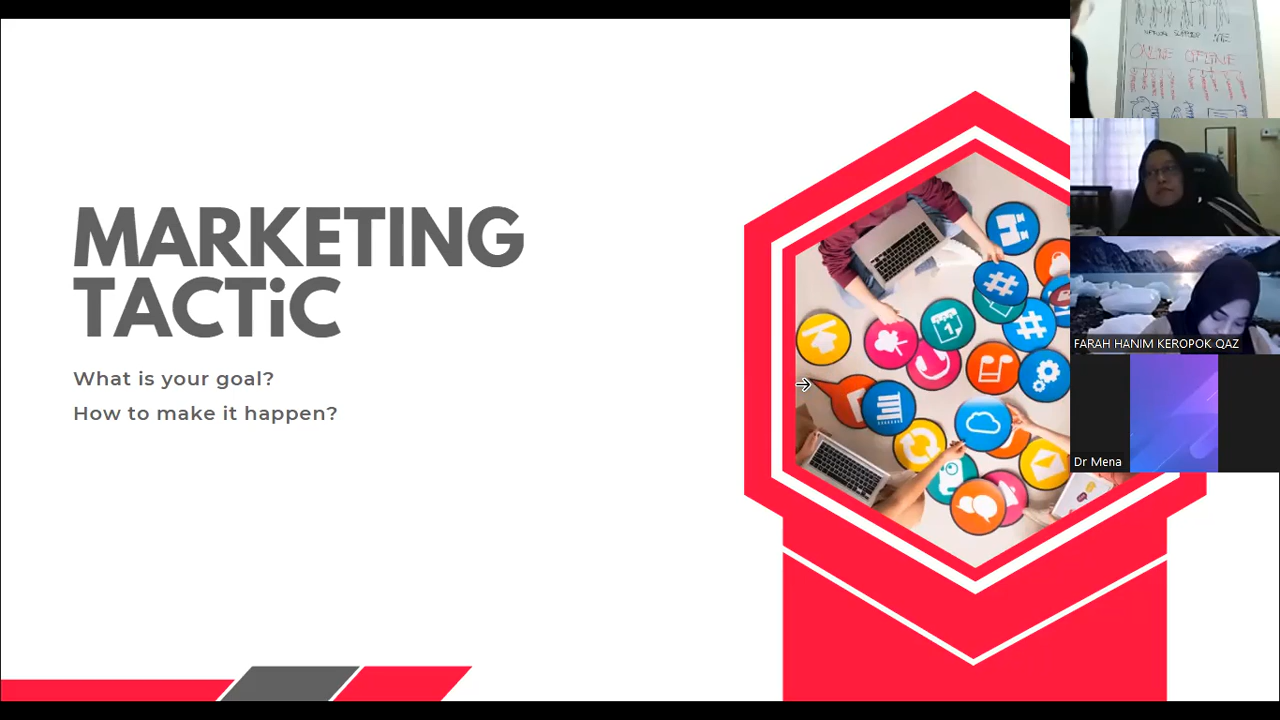 MARKETING
TACTiC
What is your goal?
How to make it happen?
ONLINE OFFLINE
FARAH HANIM KEROPOK QAZ
Dr Mena